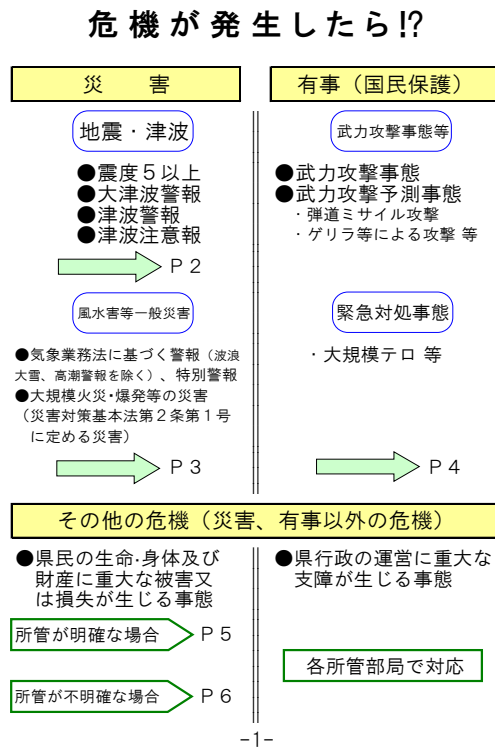 危機が発生したら!?
災　害
地震・津波
●震度５以上
●大津波警報
●津波警報
●津波注意報
Ｐ２
風水害等一般災害
●気象業務法に基づく警報（波浪
大雪、高潮警報を除く）、特別警報
●大規模火災・爆発等の災害
（災害対策基本法第２条第１号
に定める災害）
Ｐ３
有事（国民保護）
武力攻撃事態等
●武力攻撃事態
●武力攻撃予測事態
・弾道ミサイル攻撃
・ゲリラ等による攻撃 等
緊急対処事態
・大規模テロ 等
Ｐ４
その他の危機（災害、有事以外の危機）
●県民の生命・身体及び
財産に重大な被害又
は損失が生じる事態
所管が明確な場合
Ｐ５
所管が不明確な場合
Ｐ６
●県行政の運営に重大な
支障が生じる事態
各所管部局で対応
-1-